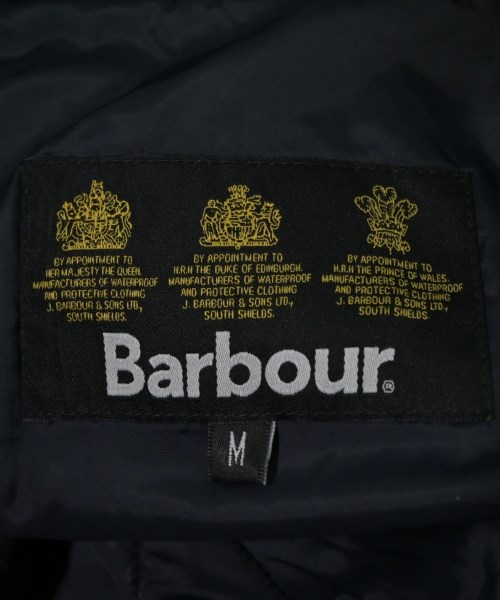 BY APPOINTMENT TO
HER MAJESTY THE QUEEN.
MANUFACTURERS OF WATERPROOF
AND PROTECTIVE CLOTHING
J. BARBOUR & SONS LTD.,
SOUTH SHIELDS.
BY APPOINTMENT TO
H.R.H THE DUKE OF EDINBURGH.
MANUFACTURERS OF WATERPROOF
AND PROTECTIVE CLOTHING
J. BARBOUR & SONS LTD.,
SOUTH SHIELDS.
BY APPOINTMENT TO
H.R.H THE PRINCE OF WALES.
MANUFACTURERS OF WATERPROOF
AND PROTECTIVE CLOTHING
J. BARBOUR & SONS LTD.,
SOUTH SHIELDS.
Barbour®
M